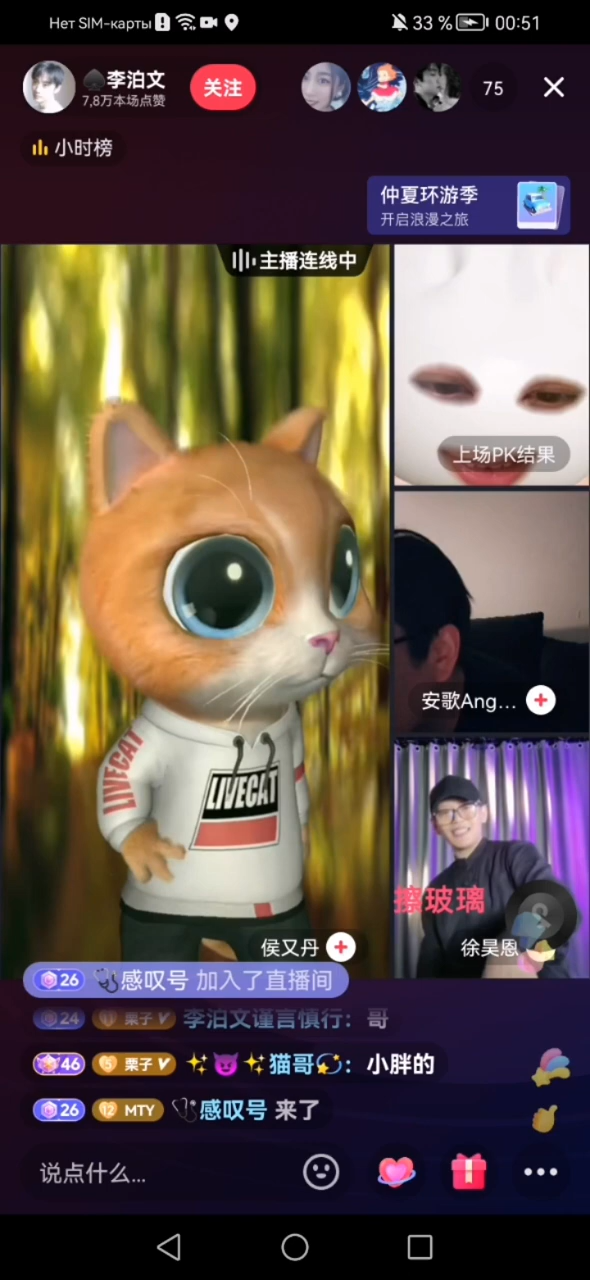 Нет SIM-карты
33 %
00:51
李泊文
7,8万本场点赞
关注
75
小时榜
仲夏环游季
开启浪漫之旅
主播连线中
上场PK结果
LIVECAT
LIVECAT
安歌Ang...
擦玻璃
侯又丹
徐昊恩
26 感叹号 加入了直播间
24 栗子 李泊文谨言慎行: 哥
46 栗子 猫哥: 小胖的
26 12 MTY 感叹号 来了
说点什么...